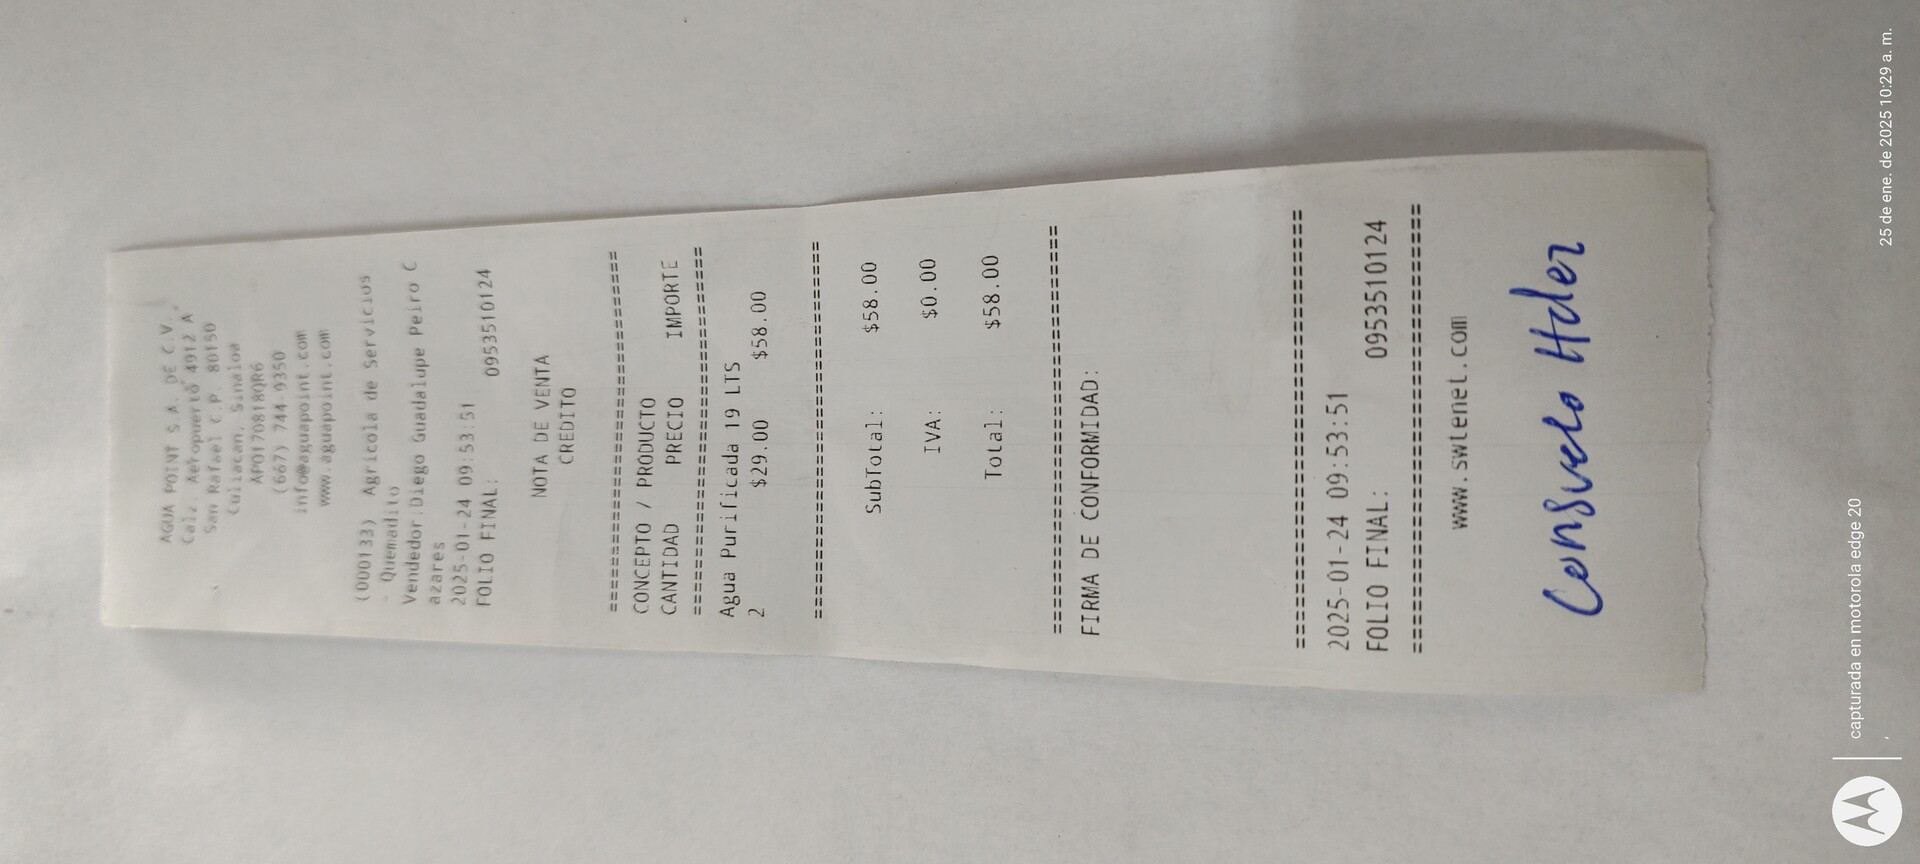 AGUA POINT S.A. DE C.V.
Calz. Aeropuerto 4912 A
San Rafael C.P. 80150
Culiacan, Sinaloa
APO170818QR6
(667) 744-9350
info@aguapoint.com
www.aguapoint.com
(000133) Agricola de Servicios
- Quemadito
Vendedor:Diego Guadalupe Peiro C
azares
2025-01-24 09:53:51
FOLIO FINAL: 0953510124
NOTA DE VENTA
CREDITO
================================
CONCEPTO / PRODUCTO
CANTIDAD PRECIO IMPORTE
================================
Agua Purificada 19 LTS
2 $29.00 $58.00
================================
SubTotal: $58.00
IVA: $0.00
Total: $58.00
================================
FIRMA DE CONFORMIDAD:
================================
2025-01-24 09:53:51
FOLIO FINAL: 0953510124
================================
www.swtenet.com
Consuelo Hder
capturada en motorola edge 20
25 de ene. de 2025 10:29 a. m.